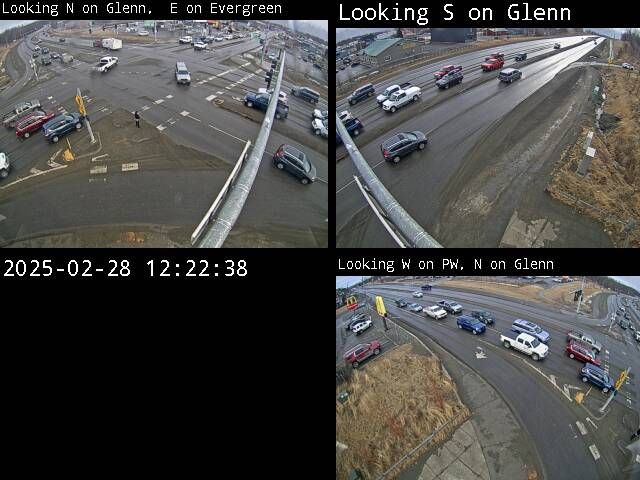 Looking N on Glenn,  E on Evergreen
Looking S on Glenn
2025-02-28 12:22:38
Looking W on PW, N on Glenn